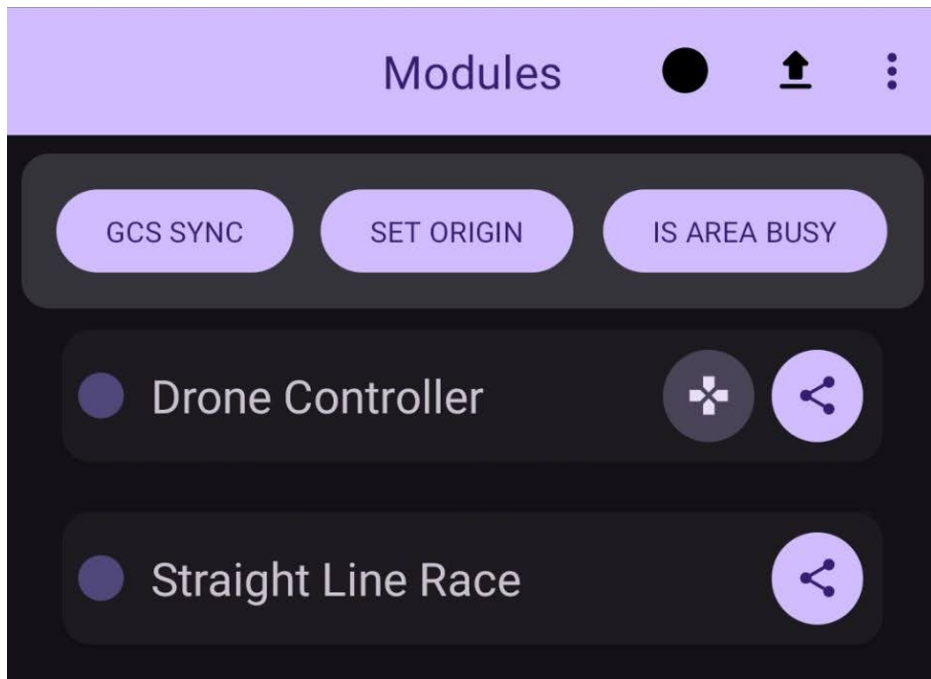 Modules
GCS SYNC SET ORIGIN IS AREA BUSY
Drone Controller
Straight Line Race